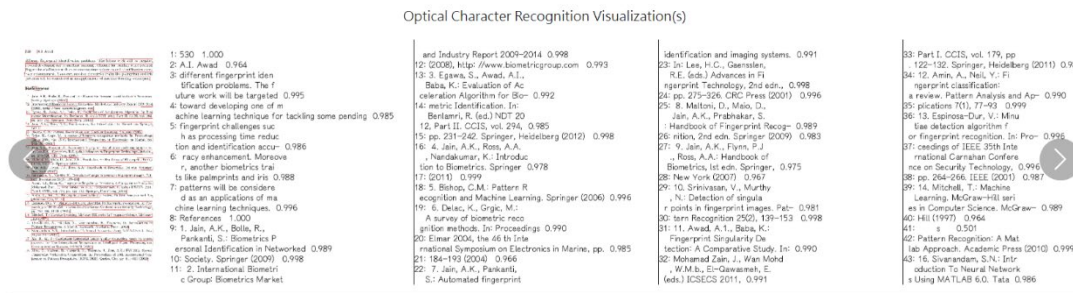 Optical Character Recognition Visualization(s)
1: 530 1.000
2: A.I. Awad 0.964
3: different fingerprint iden
tification problems. The f
uture work will be targeted 0.995
4: toward developing one of m
achine learning technique for tackling some pending 0.985
5: fingerprint challenges suc
h as processing time reduc
tion and identification accu- 0.986
6: racy enhancement. Moreove
r, another biometrics trai
ts like palmprints and iris 0.988
7: patterns will be considere
d as an applications of ma
chine learning techniques. 0.996
8: References 1.000
9: 1. Jain, A.K., Bolle, R.,
Pankanti, S.: Biometrics P
ersonal Identification in Networked 0.989
10: Society. Springer (2009) 0.998
11: 2. International Biometri
c Group: Biometrics Market
and Industry Report 2009-2014 0.998
12: (2008), http://www.biometricgroup.com 0.993
13: 3. Egawa, S., Awad, A.I.,
Baba, K.: Evaluation of Ac
celeration Algorithm for Bio- 0.992
14: metric Identification. In:
Benlamri, R. (ed.) NDT 20
12, Part II. CCIS, vol. 294, 0.985
15: pp. 231-242. Springer, Heidelberg (2012) 0.998
16: 4. Jain, A.K., Ross, A.A.
, Nandakumar, K.: Introduc
tion to Biometrics. Springer 0.978
17: (2011) 0.999
18: 5. Bishop, C.M.: Pattern R
ecognition and Machine Learning. Springer (2006) 0.996
19: 6. Delac, K., Grgic, M.:
A survey of biometric reco
gnition methods. In: Proceedings 0.990
20: Elmar 2004, the 46 th Inte
rnational Symposium on Electronics in Marine, pp. 0.985
21: 184-193 (2004) 0.966
22: 7. Jain, A.K., Pankanti,
S.: Automated fingerprint
identification and imaging systems. 0.991
23: In: Lee, H.C., Gaensslen,
R.E. (eds.) Advances in Fi
ngerprint Technology, 2nd edn., 0.998
24: pp. 275-326. CRC Press (2001) 0.996
25: 8. Maltoni, D., Maio, D.,
Jain, A.K., Prabhakar, S.
: Handbook of Fingerprint Recog- 0.989
26: nition, 2nd edn. Springer (2009) 0.983
27: 9. Jain, A.K., Flynn, P.J
., Ross, A.A.: Handbook of
Biometrics, 1st edn. Springer, 0.975
28: New York (2007) 0.967
29: 10. Srinivasan, V., Murthy
, N.: Detection of singula
r points in fingerprint images. Pat- 0.981
30: tern Recognition 25(2), 139-153 0.998
31: 11. Awad, A.I., Baba, K.:
Fingerprint Singularity De
tection: A Comparative Study. In: 0.990
32: Mohamad Zain, J., Wan Mohd
, W.M.b., El-Qawasmeh, E.
(eds.) ICSECS 2011, 0.991
33: Part I. CCIS, vol. 179, pp
. 122-132. Springer, Heidelberg (2011) 0.9
34: 12. Amin, A., Neil, Y.: Fi
ngerprint classification:
a review. Pattern Analysis and Ap- 0.990
35: plications 7(1), 77-93 0.999
36: 13. Espinosa-Dur, V.: Minu
tiae detection algorithm f
or fingerprint recognition. In: Pro- 0.996
37: ceedings of IEEE 35th Inte
rnational Carnahan Confere
nce on Security Technology, 0.996
38: pp. 264-266. IEEE (2001) 0.987
39: 14. Mitchell, T.: Machine
Learning. McGraw-Hill seri
es in Computer Science. McGraw- 0.989
40: Hill (1997) 0.964
41: s 0.501
42: Pattern Recognition: A Mat
lab Approach. Academic Press (2010) 0.999
43: 16. Sivanandam, S.N.: Intr
oduction To Neural Network
s Using MATLAB 6.0. Tata 0.986